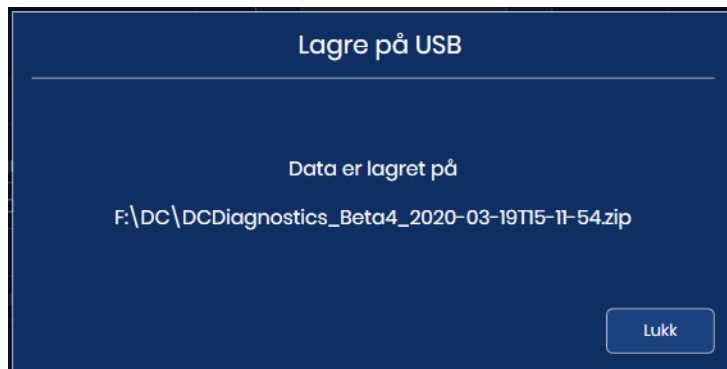 Lagre på USB
Data er lagret på
F:\DC\DCDiagnostics_Beta4_2020-03-19T15-11-54.zip
Lukk